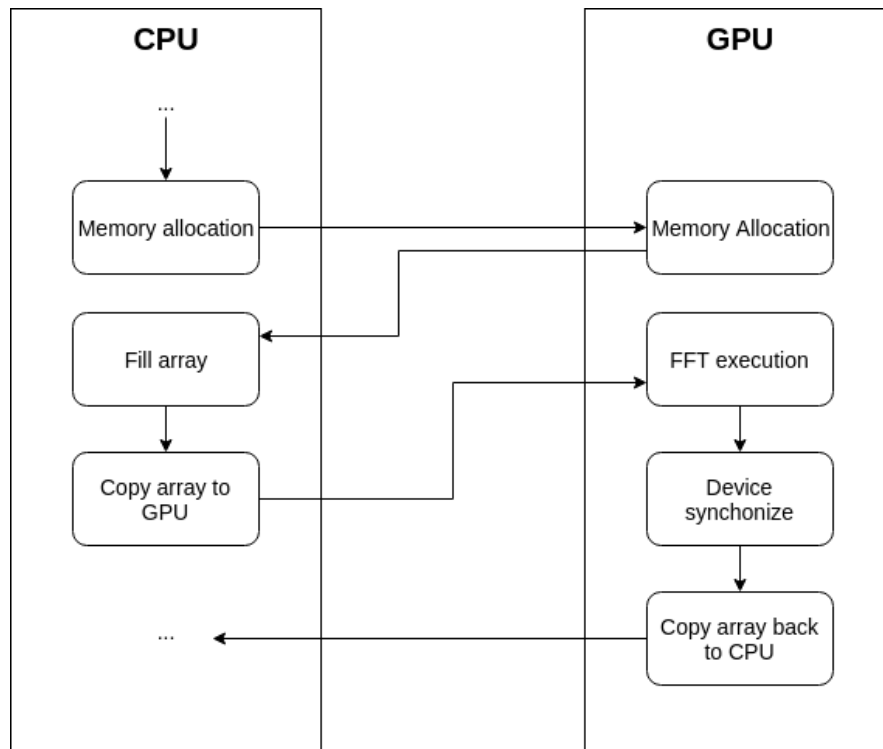 CPU
GPU
...
Memory allocation
Memory Allocation
Fill array
FFT execution
Copy array to
GPU
Device
synchonize
...
Copy array back
to CPU